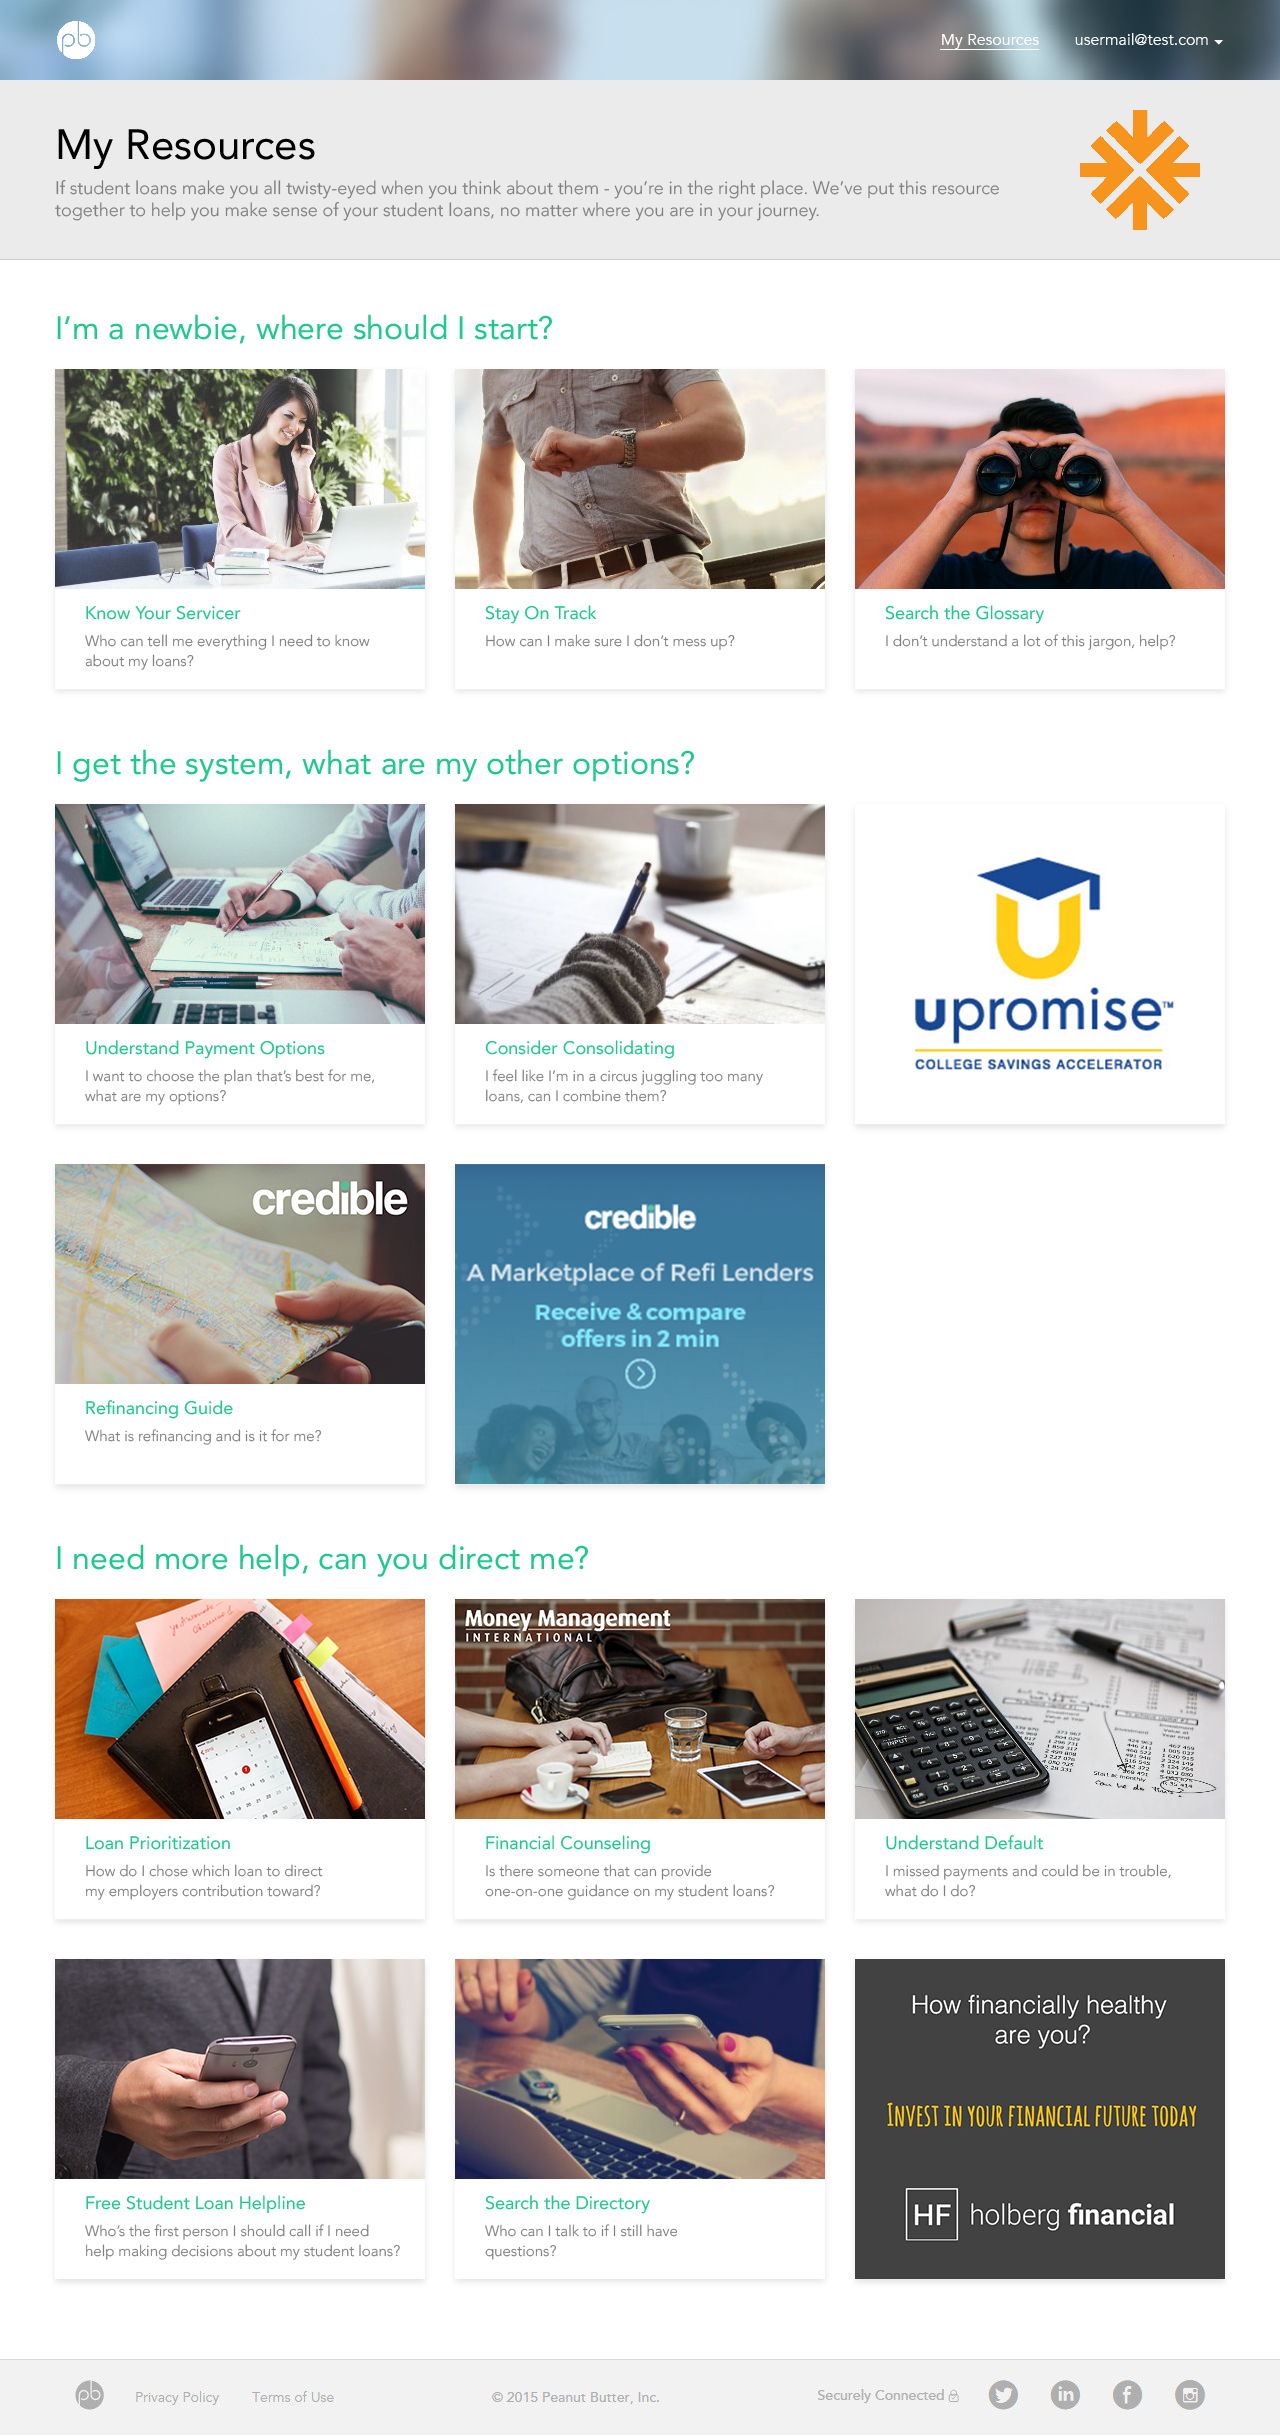 pb
My Resources
usermail@test.com
My Resources
If student loans make you all twisty-eyed when you think about them - you're in the right place. We've put this resource
together to help you make sense of your student loans, no matter where you are in your journey.
I'm a newbie, where should I start?
Know Your Servicer
Who can tell me everything I need to know
about my loans?
Stay On Track
How can I make sure I don't mess up?
Search the Glossary
I don't understand a lot of this jargon, help?
I get the system, what are my other options?
Understand Payment Options
I want to choose the plan that's best for me,
what are my options?
Consider Consolidating
I feel like I'm in a circus juggling too many
loans, can I combine them?
upromise™
COLLEGE SAVINGS ACCELERATOR
credible
Refinancing Guide
What is refinancing and is it for me?
credible
A Marketplace of Refi Lenders
Receive & compare
offers in 2 min
I need more help, can you direct me?
Loan Prioritization
How do I chose which loan to direct
my employers contribution toward?
Money Management
INTERNATIONAL
Financial Counseling
Is there someone that can provide
one-on-one guidance on my student loans?
Understand Default
I missed payments and could be in trouble,
what do I do?
Free Student Loan Helpline
Who's the first person I should call if I need
help making decisions about my student loans?
Search the Directory
Who can I talk to if I still have
questions?
How financially healthy
are you?
INVEST IN YOUR FINANCIAL FUTURE TODAY
HF holberg financial
pb
Privacy Policy
Terms of Use
© 2015 Peanut Butter, Inc.
Securely Connected
in
f